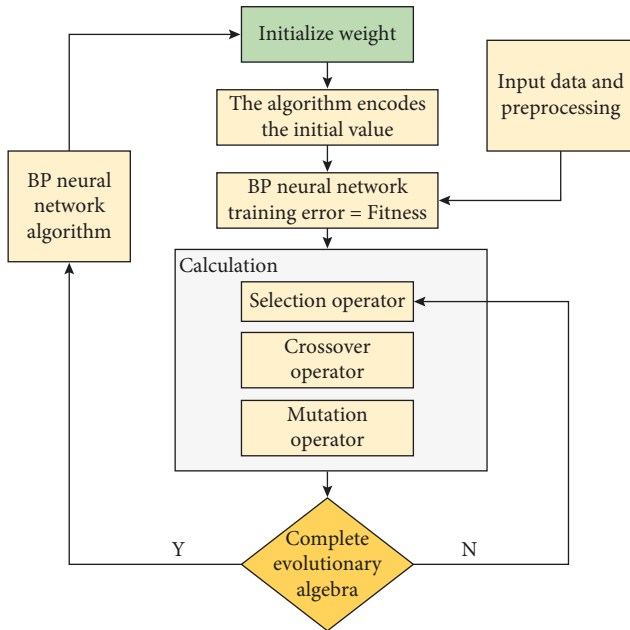 Initialize weight
Input data and
preprocessing
The algorithm encodes
the initial value
BP neural
network
algorithm
BP neural network
training error = Fitness
Calculation
Selection operator
Crossover
operator
Mutation
operator
Complete
evolutionary
algebra
Y
N